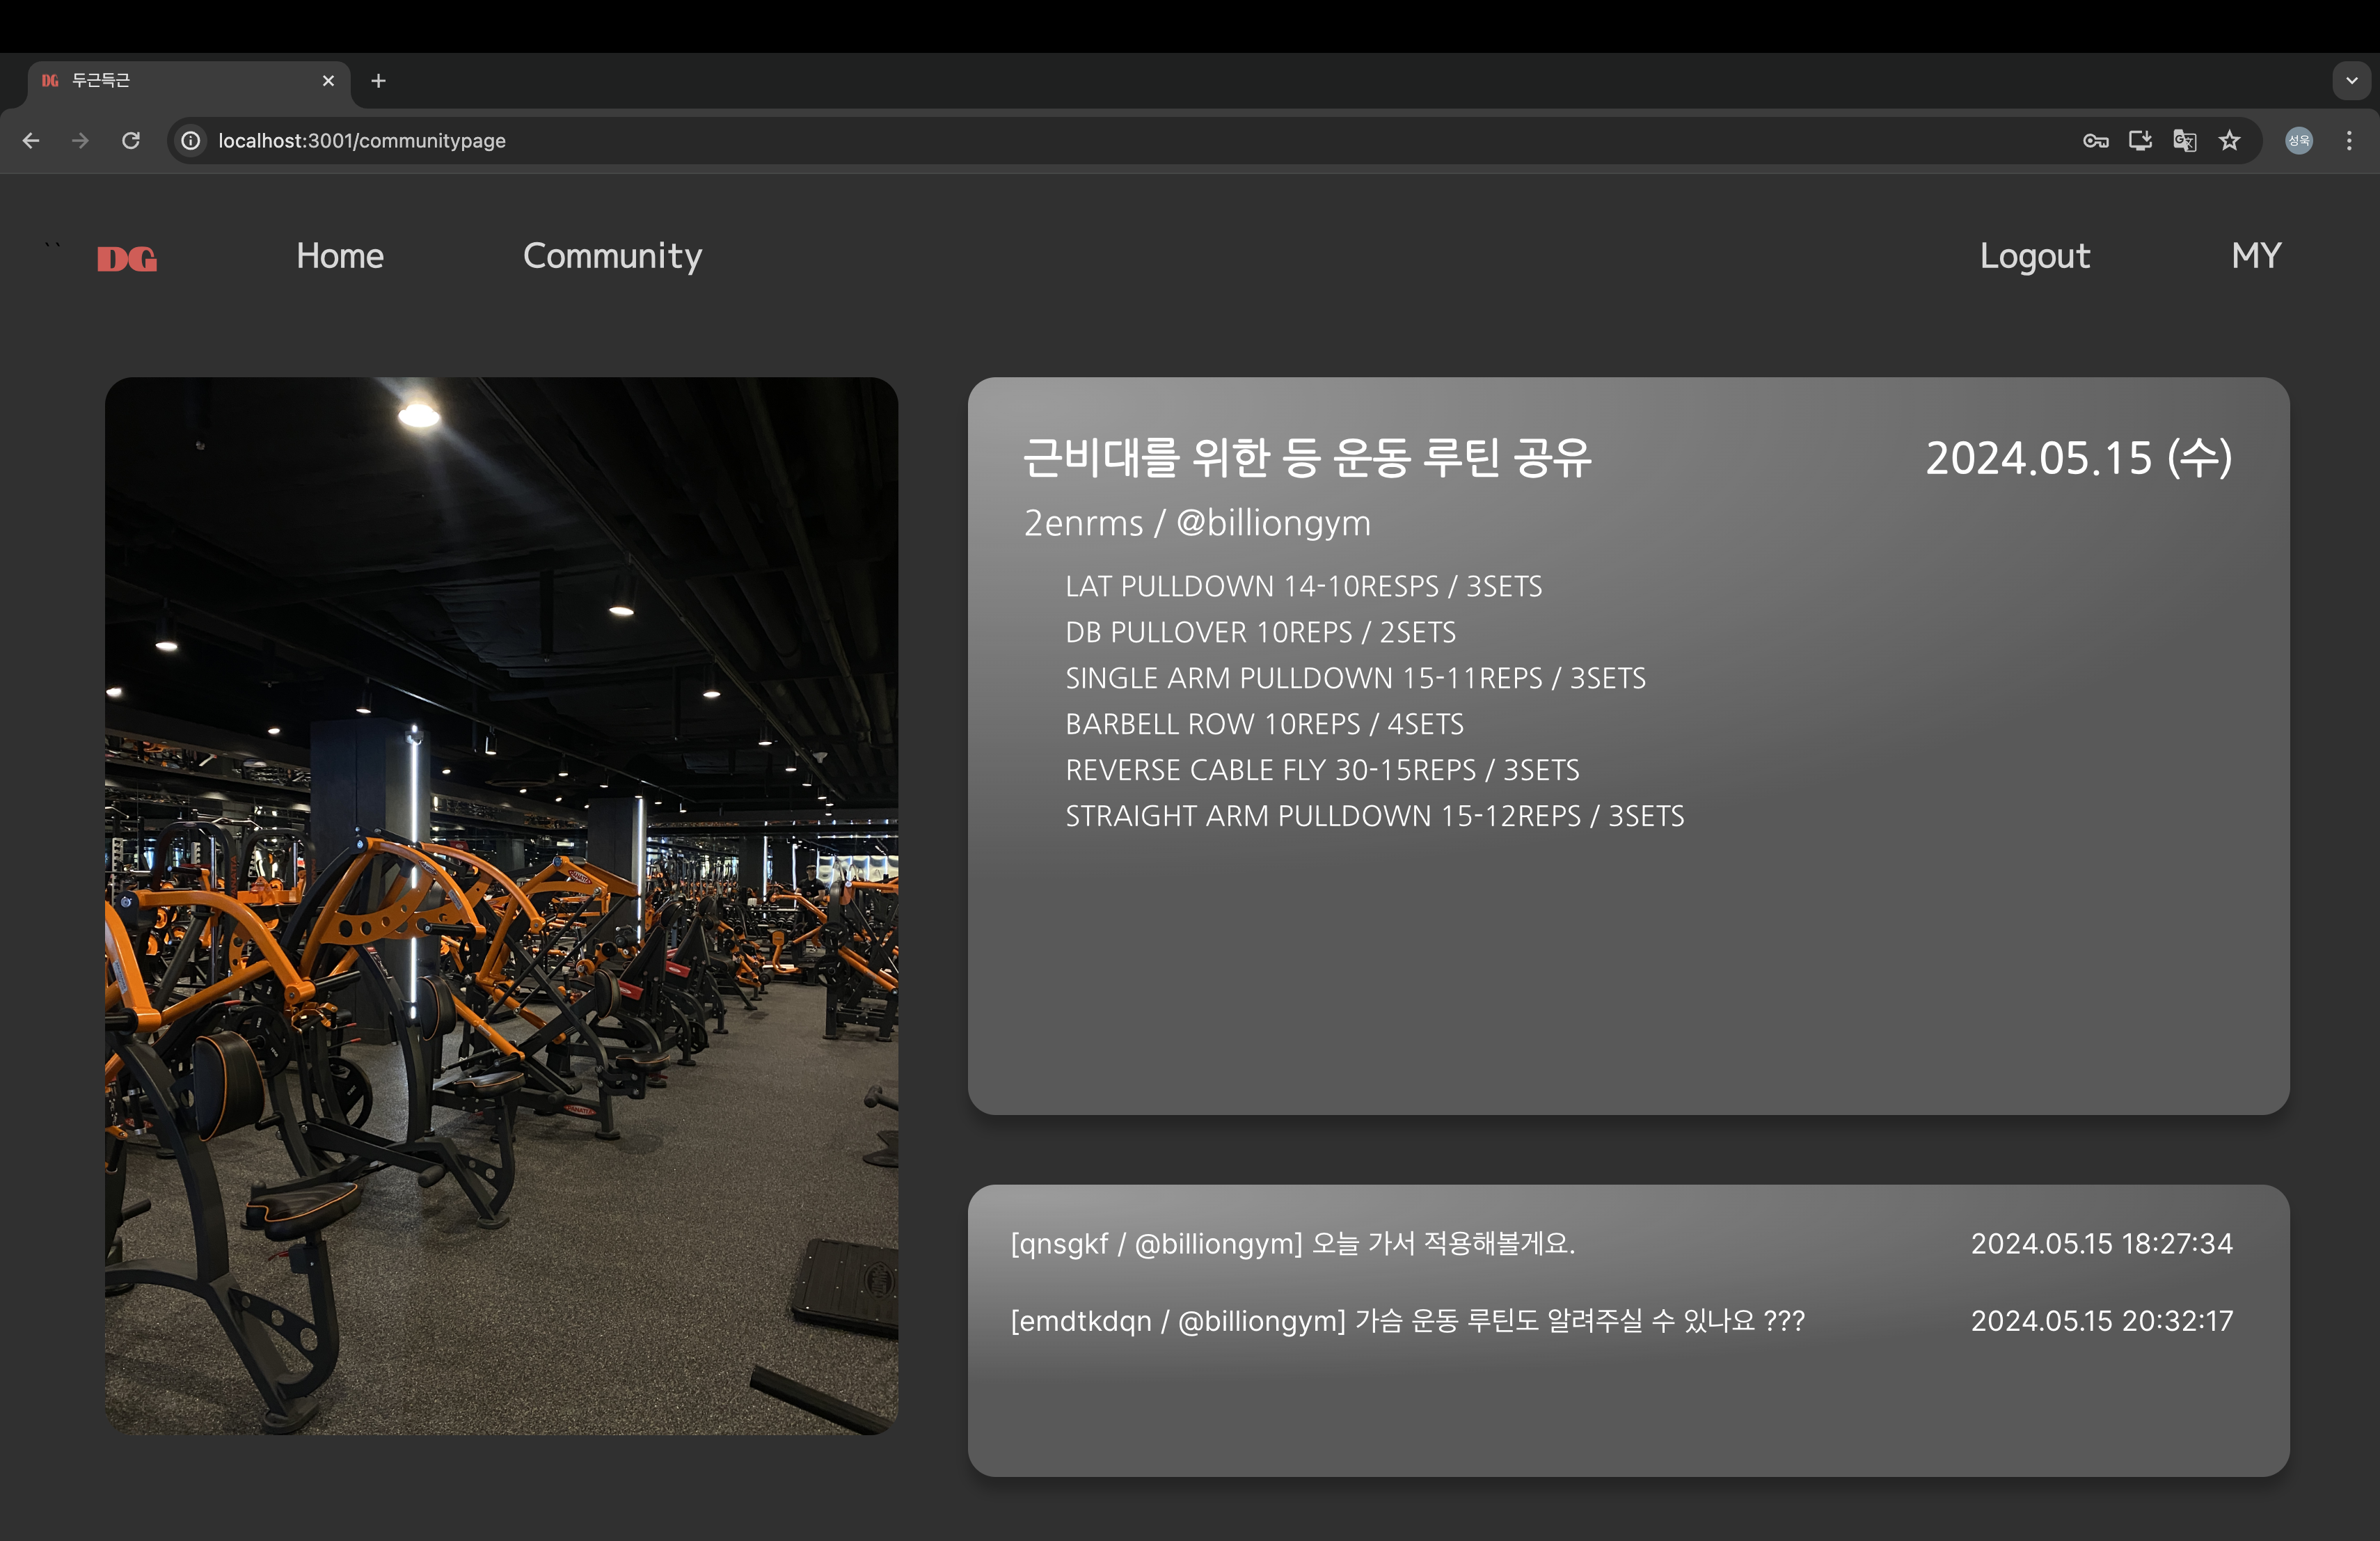 DG 두근득근
localhost:3001/communitypage
성욱
`` DG Home Community Logout MY
근비대를 위한 등 운동 루틴 공유 2024.05.15 (수)
2enrms / @billiongym
LAT PULLDOWN 14-10RESPS / 3SETS
DB PULLOVER 10REPS / 2SETS
SINGLE ARM PULLDOWN 15-11REPS / 3SETS
BARBELL ROW 10REPS / 4SETS
REVERSE CABLE FLY 30-15REPS / 3SETS
STRAIGHT ARM PULLDOWN 15-12REPS / 3SETS
[qnsgkf / @billiongym] 오늘 가서 적용해볼게요. 2024.05.15 18:27:34
[emdtkdqn / @billiongym] 가슴 운동 루틴도 알려주실 수 있나요 ??? 2024.05.15 20:32:17